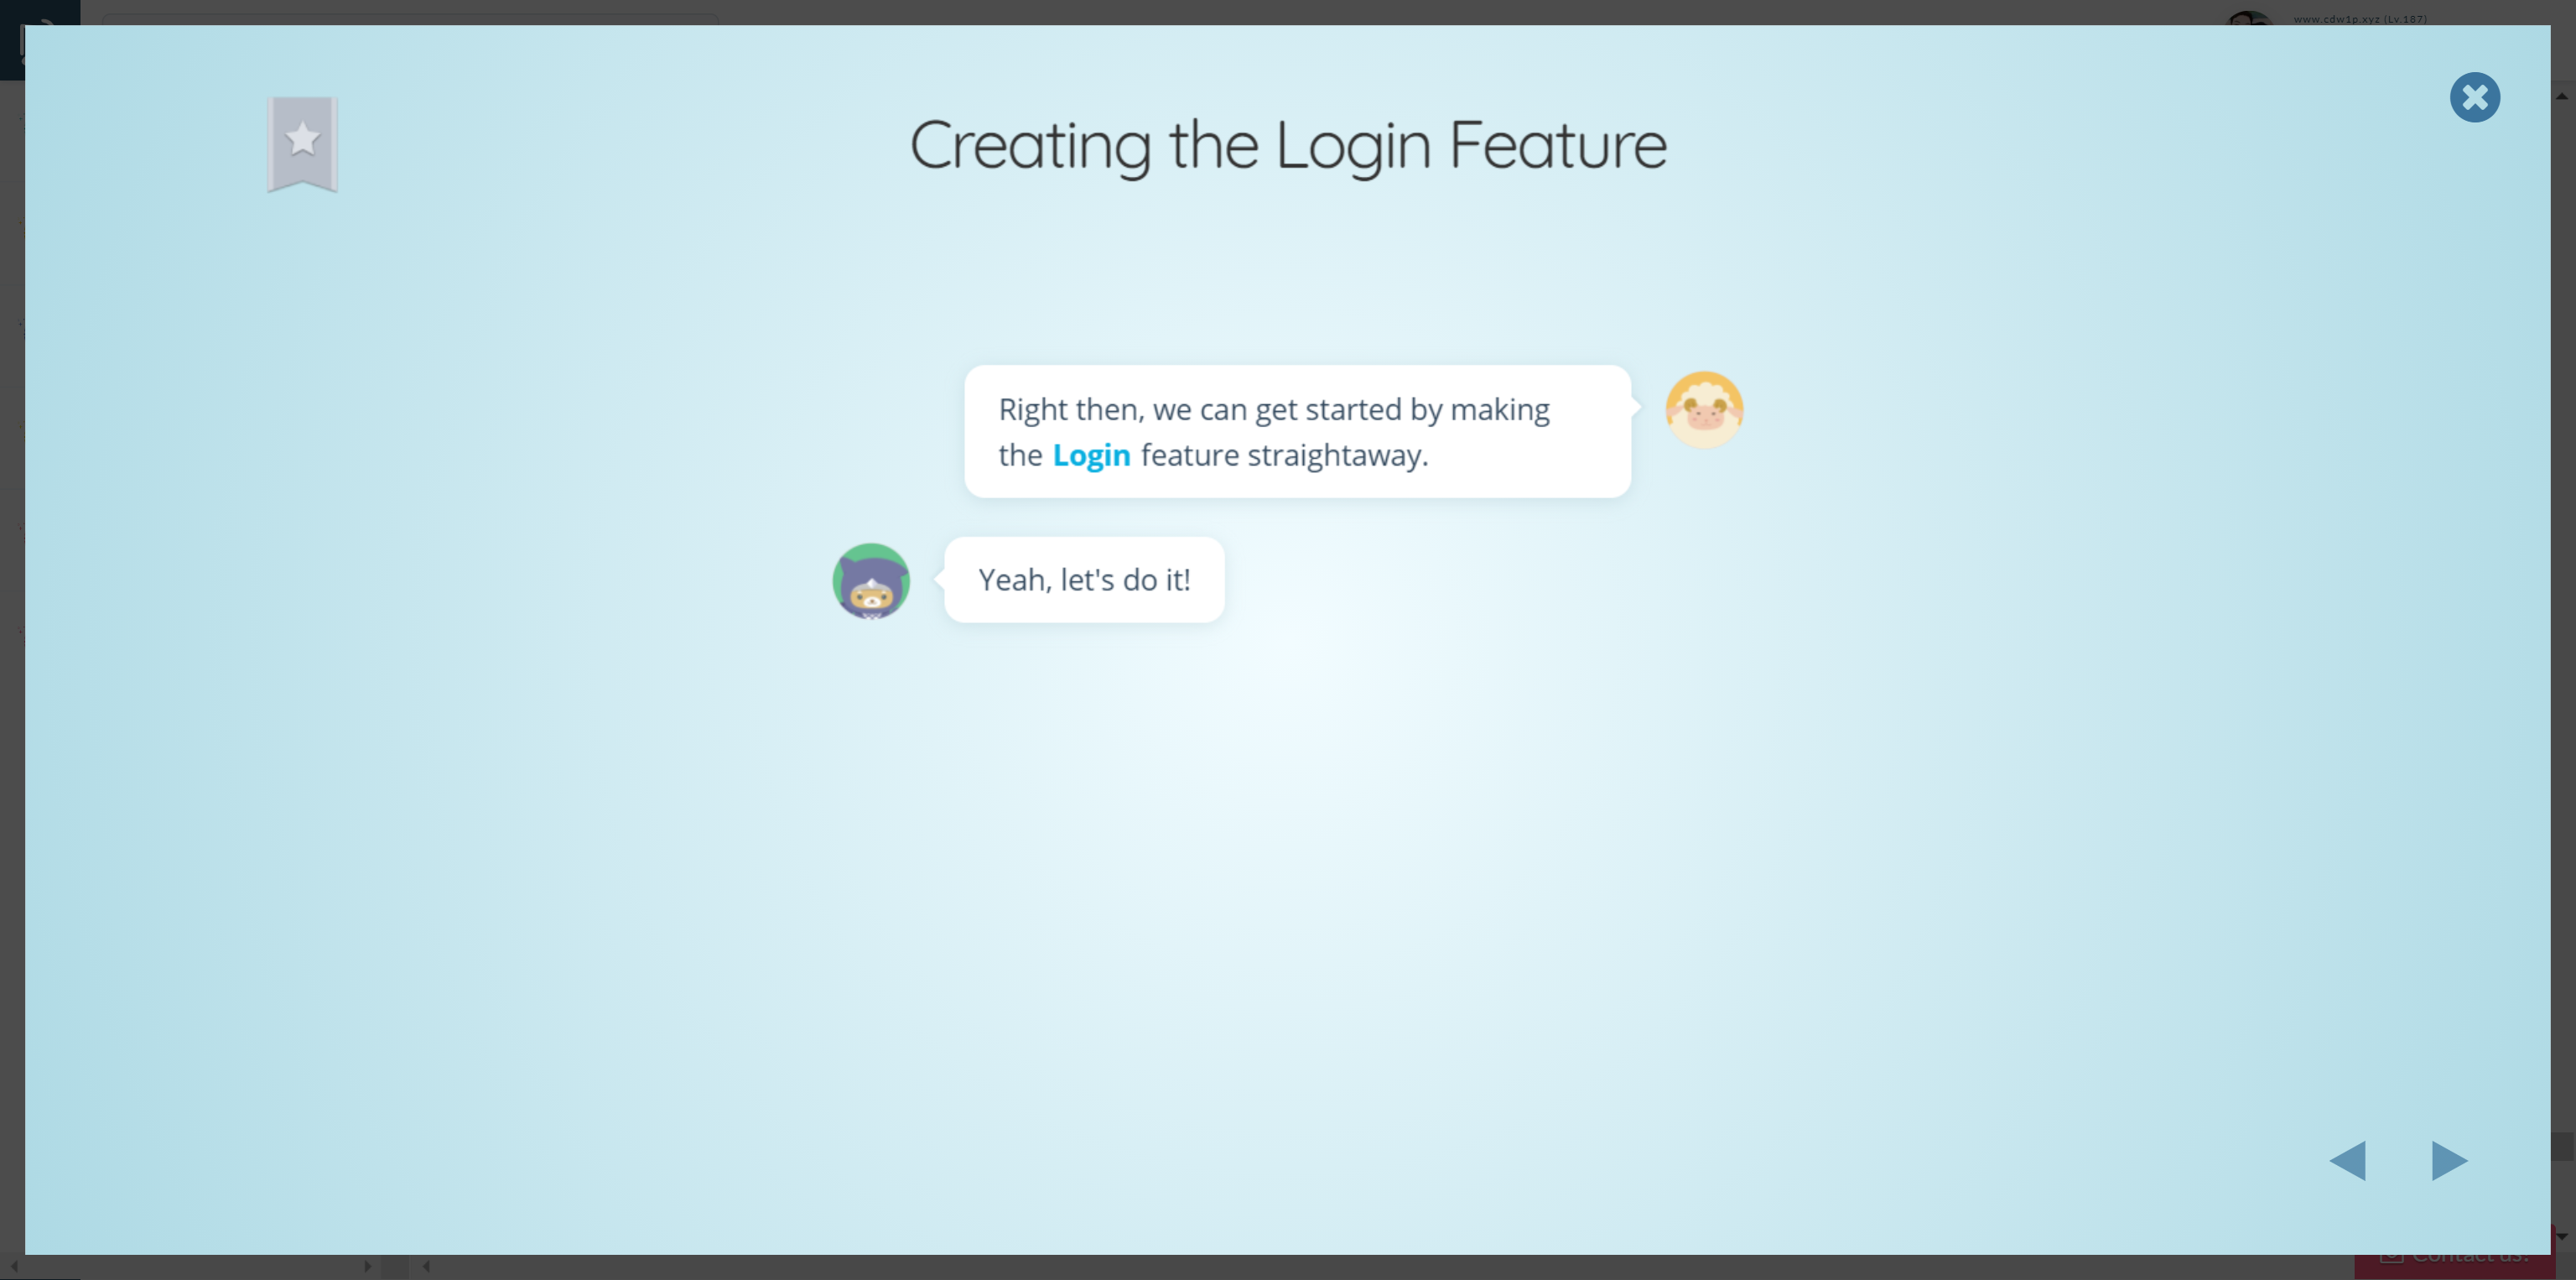 www.cdw1p.xyz (Lv.187)
Creating the Login Feature
Right then, we can get started by making
the Login feature straightaway.
Yeah, let's do it!
Contact us!